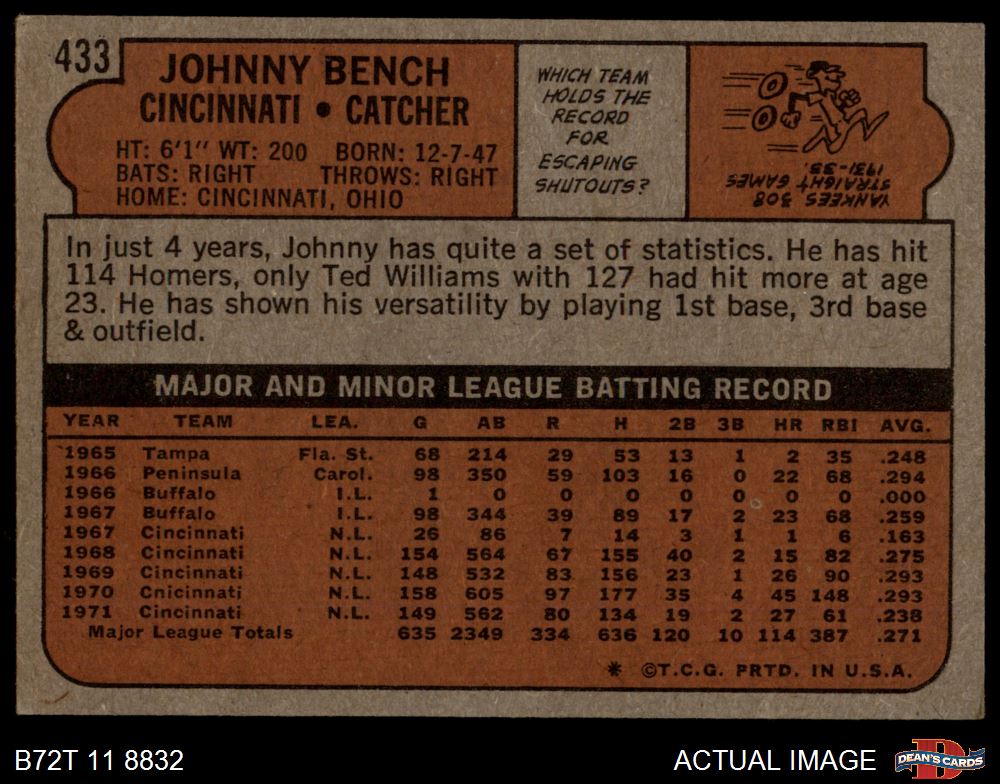 433
JOHNNY BENCH
CINCINNATI • CATCHER
HT: 6'1" WT: 200 BORN: 12-7-47
BATS: RIGHT THROWS: RIGHT
HOME: CINCINNATI, OHIO
WHICH TEAM
HOLDS THE
RECORD
FOR
ESCAPING
SHUTOUTS?
YANKEES 308
STRAIGHT GAMES
1931-33.
In just 4 years, Johnny has quite a set of statistics. He has hit
114 Homers, only Ted Williams with 127 had hit more at age
23. He has shown his versatility by playing 1st base, 3rd base
& outfield.
MAJOR AND MINOR LEAGUE BATTING RECORD
YEAR TEAM LEA. G AB R H 2B 3B HR RBI AVG.
1965 Tampa Fla. St. 68 214 29 53 13 1 2 35 .248
1966 Peninsula Carol. 98 350 59 103 16 0 22 68 .294
1966 Buffalo I.L. 1 0 0 0 0 0 0 0 .000
1967 Buffalo I.L. 98 344 39 89 17 2 23 68 .259
1967 Cincinnati N.L. 26 86 7 14 3 1 1 6 .163
1968 Cincinnati N.L. 154 564 67 155 40 2 15 82 .275
1969 Cincinnati N.L. 148 532 83 156 23 1 26 90 .293
1970 Cnicinnati N.L. 158 605 97 177 35 4 45 148 .293
1971 Cincinnati N.L. 149 562 80 134 19 2 27 61 .238
Major League Totals 635 2349 334 636 120 10 114 387 .271
* ©T.C.G. PRTD. IN U.S.A.
B72T 11 8832
ACTUAL IMAGE
D
DEAN'S CARDS